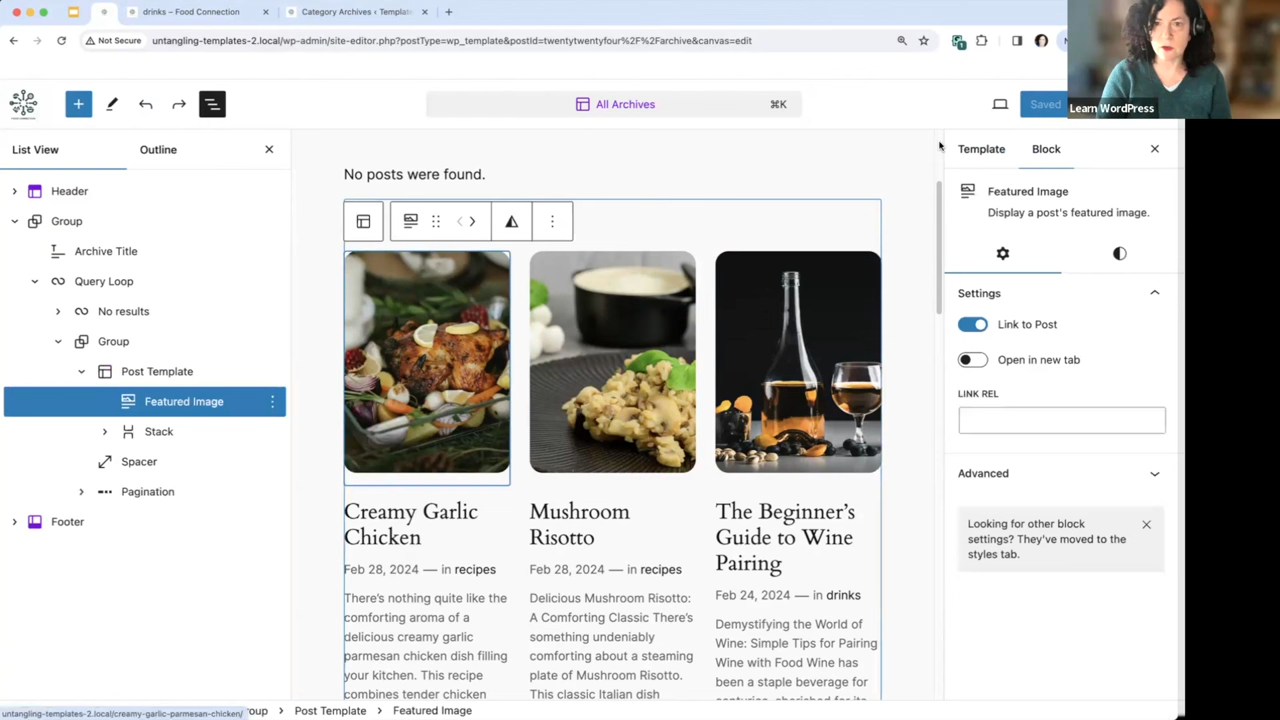 drinks – Food Connection
Category Archives ‹ Templat
Not Secure
untangling-templates-2.local/wp-admin/site-editor.php?postType=wp_template&postId=twentytwentyfour%2F%2Farchive&canvas=edit
1
Learn WordPress
FOOD CONNECTION
All Archives
⌘K
Saved
List View
Outline
Header
Group
Archive Title
Query Loop
No results
Group
Post Template
Featured Image
Stack
Spacer
Pagination
Footer
No posts were found.
Creamy Garlic
Chicken
Feb 28, 2024 — in recipes
There's nothing quite like the
comforting aroma of a
delicious creamy garlic
parmesan chicken dish filling
your kitchen. This recipe
combines tender chicken
Mushroom
Risotto
Feb 28, 2024 — in recipes
Delicious Mushroom Risotto:
A Comforting Classic There's
something undeniably
comforting about a steaming
plate of Mushroom Risotto.
This classic Italian dish
The Beginner's
Guide to Wine
Pairing
Feb 24, 2024 — in drinks
Demystifying the World of
Wine: Simple Tips for Pairing
Wine with Food Wine has
been a staple beverage for
Template
Block
Featured Image
Display a post's featured image.
Settings
Link to Post
Open in new tab
LINK REL
Advanced
Looking for other block
settings? They've moved to the
styles tab.
untangling-templates-2.local/creamy-garlic-parmesan-chicken/
oup
Post Template
Featured Image